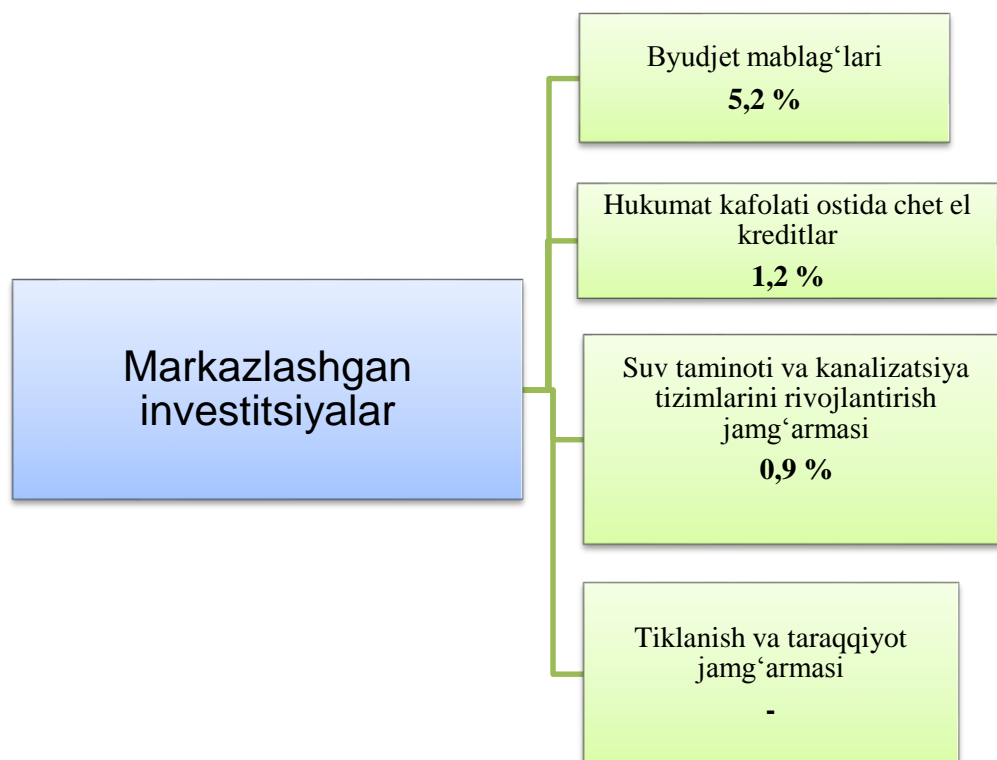 Markazlashgan
investitsiyalar
Byudjet mablag‘lari
5,2 %
Hukumat kafolati ostida chet el
kreditlar
1,2 %
Suv taminoti va kanalizatsiya
tizimlarini rivojlantirish
jamg‘armasi
0,9 %
Tiklanish va taraqqiyot
jamg‘armasi
-